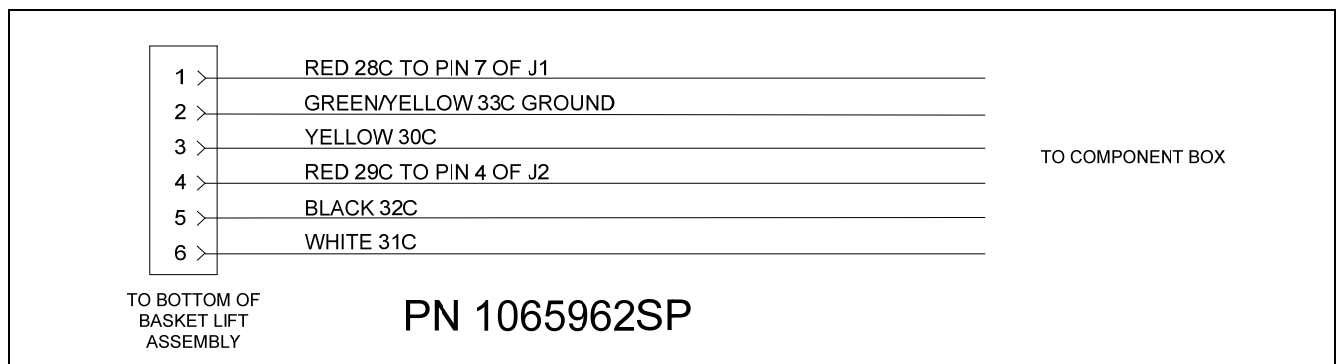 1 RED 28C TO PIN 7 OF J1
2 GREEN/YELLOW 33C GROUND
3 YELLOW 30C
4 RED 29C TO PIN 4 OF J2
5 BLACK 32C
6 WHITE 31C
TO COMPONENT BOX
TO BOTTOM OF
BASKET LIFT
ASSEMBLY
PN 1065962SP